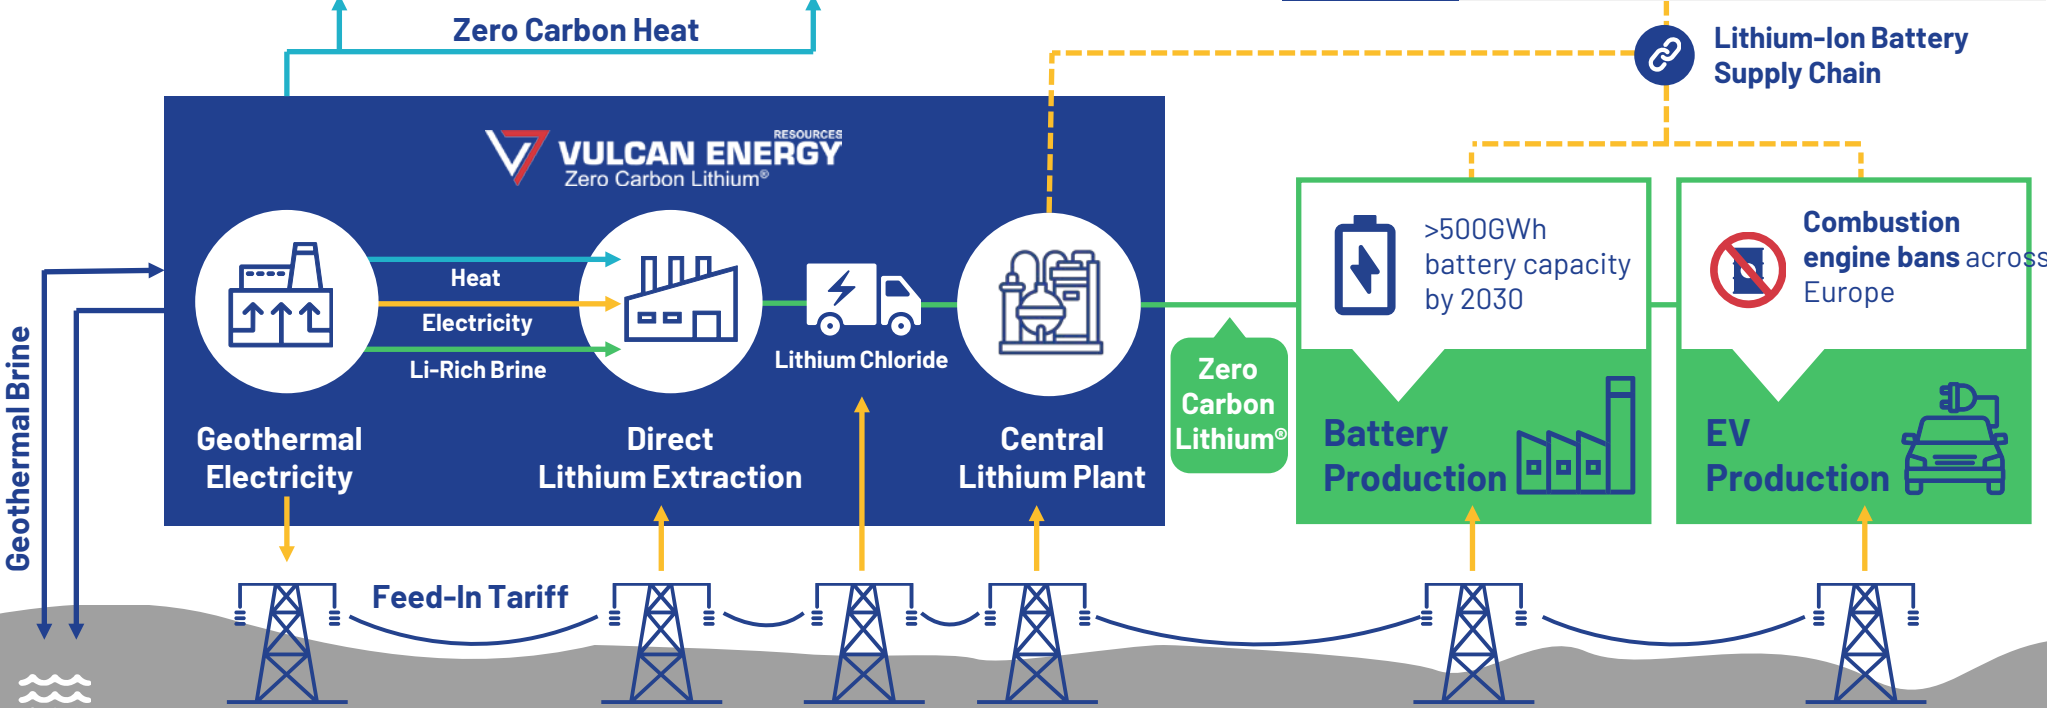 Zero Carbon Heat
Lithium-Ion Battery
Supply Chain
RESOURCES
VULCAN ENERGY
Zero Carbon Lithium®
Heat
Electricity
Li-Rich Brine
Lithium Chloride
Geothermal
Electricity
Direct
Lithium Extraction
Central
Lithium Plant
Zero
Carbon
Lithium®
>500GWh
battery capacity
by 2030
Battery
Production
Combustion
engine bans across
Europe
EV
Production
Geothermal Brine
Feed-In Tariff